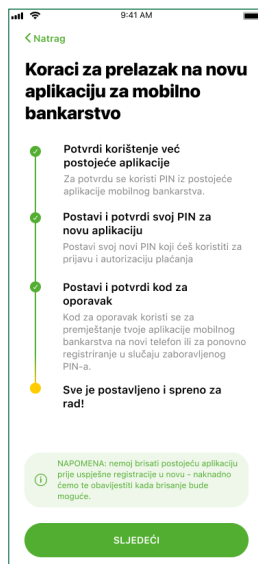 9:41 AM
Natrag
Koraci za prelazak na novu
aplikaciju za mobilno
bankarstvo
Potvrdi korištenje već
postojeće aplikacije
Za potvrdu se koristi PIN iz postojeće
aplikacije mobilnog bankarstva.
Postavi i potvrdi svoj PIN za
novu aplikaciju
Postavi svoj novi PIN koji ćeš koristiti za
prijavu i autorizaciju plaćanja
Postavi i potvrdi kod za
oporavak
Kod za oporavak koristi se za
premještanje tvoje aplikacije mobilnog
bankarstva na novi telefon ili za ponovno
registriranje u slučaju zaboravljenog
PIN-a.
Sve je postavljeno i spreno za
rad!
NAPOMENA: nemoj brisati postojeću aplikaciju
prije uspješne registracije u novu - naknadno
ćemo te obavijestiti kada brisanje bude
moguće.
SLJEDEĆI